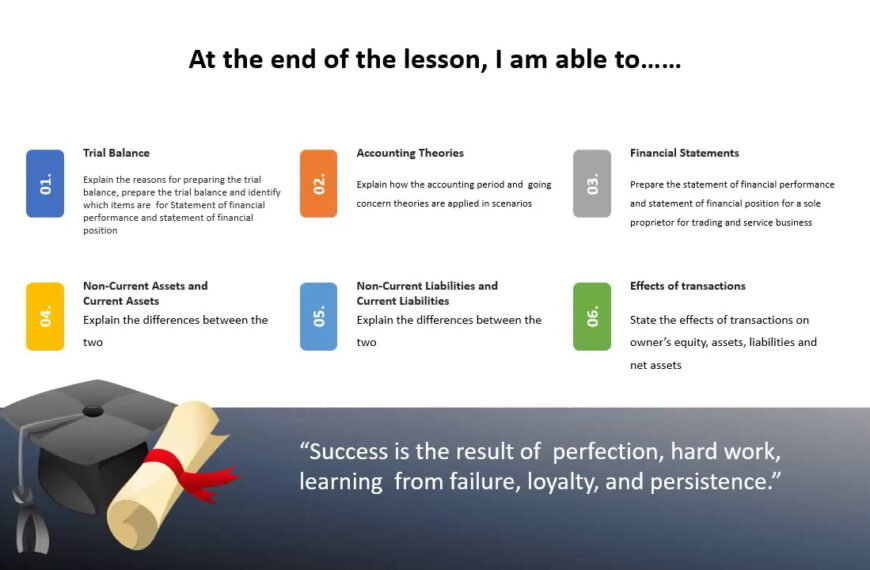 At the end of the lesson, I am able to......
01.
Trial Balance
Explain the reasons for preparing the trial
balance, prepare the trial balance and identify
which items are for Statement of financial
performance and statement of financial
position
02.
Accounting Theories
Explain how the accounting period and going
concern theories are applied in scenarios
03.
Financial Statements
Prepare the statement of financial performance
and statement of financial position for a sole
proprietor for trading and service business
04.
Non-Current Assets and
Current Assets
Explain the differences between the
two
05.
Non-Current Liabilities and
Current Liabilities
Explain the differences between the
two
06.
Effects of transactions
State the effects of transactions on
owner’s equity, assets, liabilities and
net assets
“Success is the result of perfection, hard work,
learning from failure, loyalty, and persistence.”